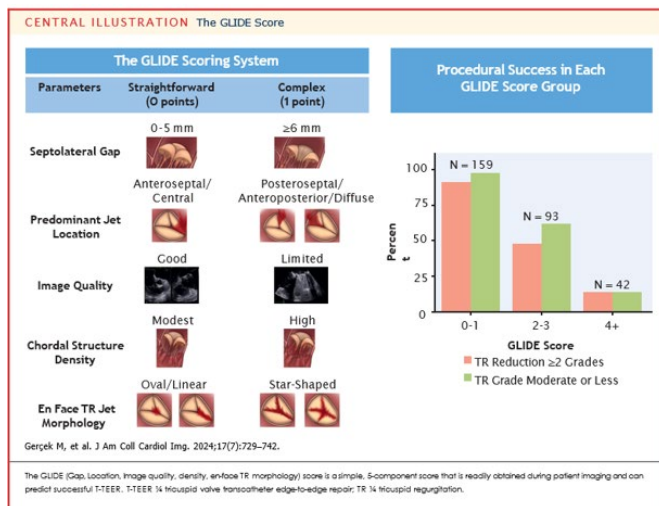 CENTRAL ILLUSTRATION The GLIDE Score
The GLIDE Scoring System
Parameters
Straightforward
(0 points)
Complex
(1 point)
Septolateral Gap
0-5 mm
≥6 mm
Predominant Jet
Location
Anteroseptal/
Central
Posteroseptal/
Anteroposterior/Diffuse
Image Quality
Good
Limited
Chordal Structure
Density
Modest
High
En Face TR Jet
Morphology
Oval/Linear
Star-Shaped
Procedural Success in Each
GLIDE Score Group
Percen
t
100
75
50
25
0
N = 159
N = 93
N = 42
0-1
2-3
4+
GLIDE Score
TR Reduction ≥2 Grades
TR Grade Moderate or Less
Gerçek M, et al. J Am Coll Cardiol Img. 2024;17(7):729–742.
The GLIDE (Gap, Location, Image quality, density, en-face TR morphology) score is a simple, 5-component score that is readily obtained during patient imaging and can
predict successful T-TEER. T-TEER ¼ tricuspid valve transcatheter edge-to-edge repair; TR ¼ tricuspid regurgitation.